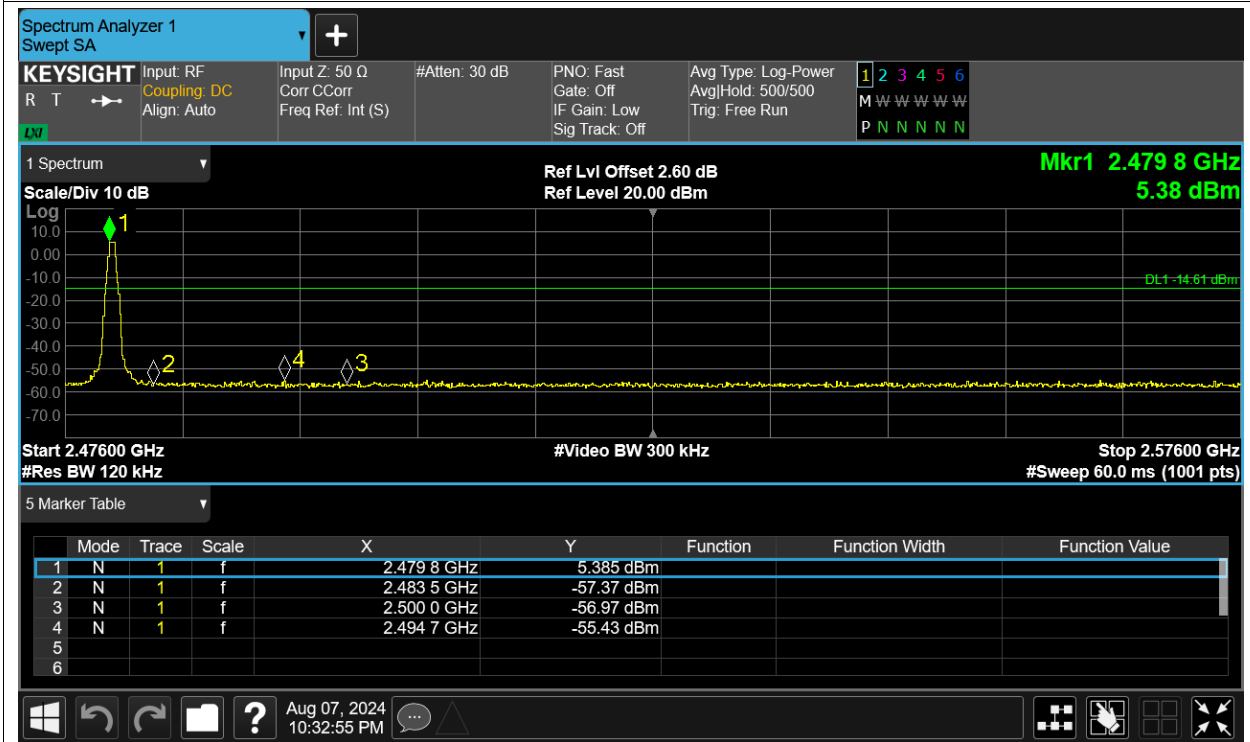 Spectrum Analyzer 1
Swept SA
KEYSIGHT
R T
LXI
Input: RF
Coupling: DC
Align: Auto
Input Z: 50 Ω
Corr CCorr
Freq Ref: Int (S)
#Atten: 30 dB
PNO: Fast
Gate: Off
IF Gain: Low
Sig Track: Off
Avg Type: Log-Power
Avg|Hold: 500/500
Trig: Free Run
1 2 3 4 5 6
M W W W W W
P N N N N N
1 Spectrum
Scale/Div 10 dB
Ref Lvl Offset 2.60 dB
Ref Level 20.00 dBm
Mkr1 2.479 8 GHz
5.38 dBm
Log
10.0
0.00
-10.0
-20.0
-30.0
-40.0
-50.0
-60.0
-70.0
1
2
4
3
DL1 -14.61 dBm
Start 2.47600 GHz
#Video BW 300 kHz
Stop 2.57600 GHz
#Res BW 120 kHz
#Sweep 60.0 ms (1001 pts)
5 Marker Table
Mode Trace Scale X Y Function Function Width Function Value
1 N 1 f 2.479 8 GHz 5.385 dBm
2 N 1 f 2.483 5 GHz -57.37 dBm
3 N 1 f 2.500 0 GHz -56.97 dBm
4 N 1 f 2.494 7 GHz -55.43 dBm
5
6
?
Aug 07, 2024
10:32:55 PM